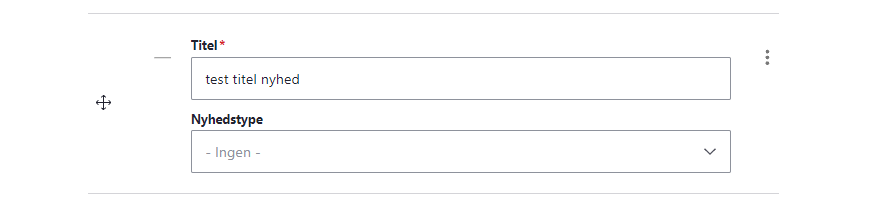 Titel*
test titel nyhed
Nyhedstype
- Ingen -